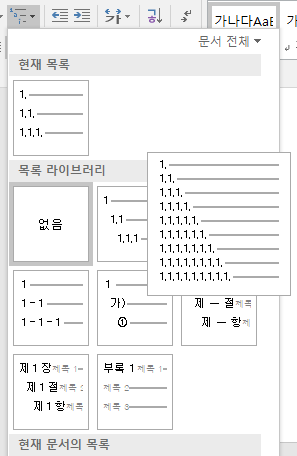 가나다AaB
문서 전체
현재 목록
1.
1.1.
1.1.1.
목록 라이브러리
없음
1
1.1
1.1.1
1.
1.1.
1.1.1.
1.1.1.1.
1.1.1.1.1.
1.1.1.1.1.1.
1.1.1.1.1.1.1.
1.1.1.1.1.1.1.1.
1.1.1.1.1.1.1.1.1.
1
1-1
1-1-1
1
가)
①
제 一 절제목
제 一 항제목
제 1 장제목 1
제 1 절제목
제 1 항제목
부록 1 제목 1
제목 2
제목 3
현재 문서의 목록